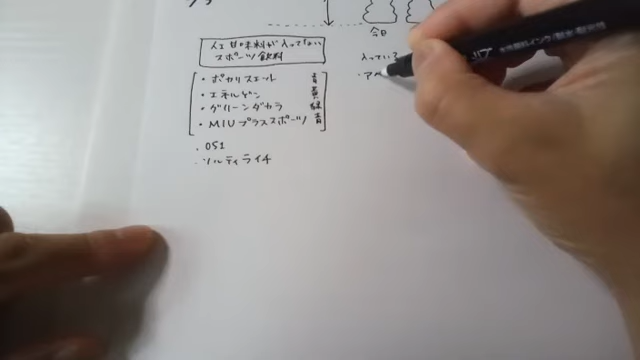 今日
人工甘味料が入ってない
スポーツ飲料
・ポカリスエット 青
・エネルゲン 黄
・グリーンダカラ 緑
・MIUプラススポーツ 青
・OS1
・ソルティライチ
入っている
・アペ